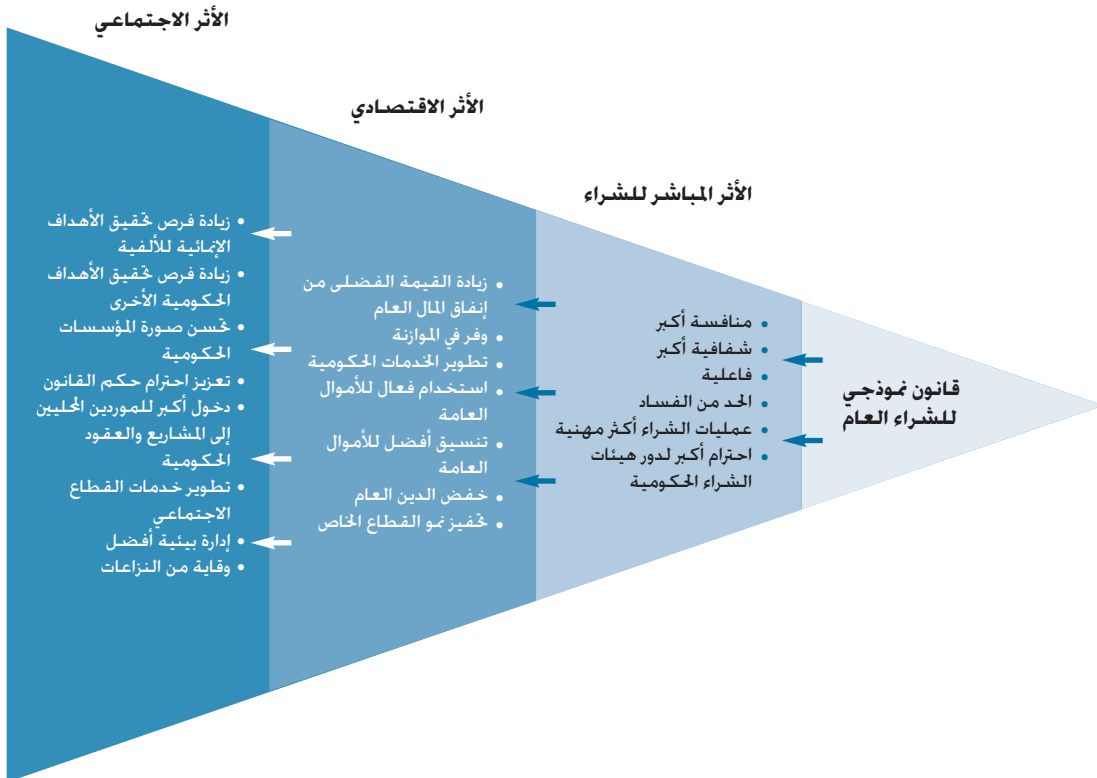 الأثر الاجتماعي
الأثر الاقتصادي
الأثر المباشر للشراء
قانون نموذجي
للشراء العام
• منافسة أكبر
• شفافية أكبر
• فاعلية
• الحد من الفساد
• عمليات الشراء أكثر مهنية
• احترام أكبر لدور هيئات
الشراء الحكومية
• زيادة القيمة الفضلى من
إنفاق المال العام
• وفر في الموازنة
• تطوير الخدمات الحكومية
• استخدام فعال للأموال
العامة
• تنسيق أفضل للأموال
العامة
• خفض الدين العام
• تحفيز نمو القطاع الخاص
• زيادة فرص تحقيق الأهداف
الإنمائية للألفية
• زيادة فرص تحقيق الأهداف
الحكومية الأخرى
• تحسن صورة المؤسسات
الحكومية
• تعزيز احترام حكم القانون
• دخول أكبر للموردين المحليين
إلى المشاريع والعقود
الحكومية
• تطوير خدمات القطاع
الاجتماعي
• إدارة بيئية أفضل
• وقاية من النزاعات